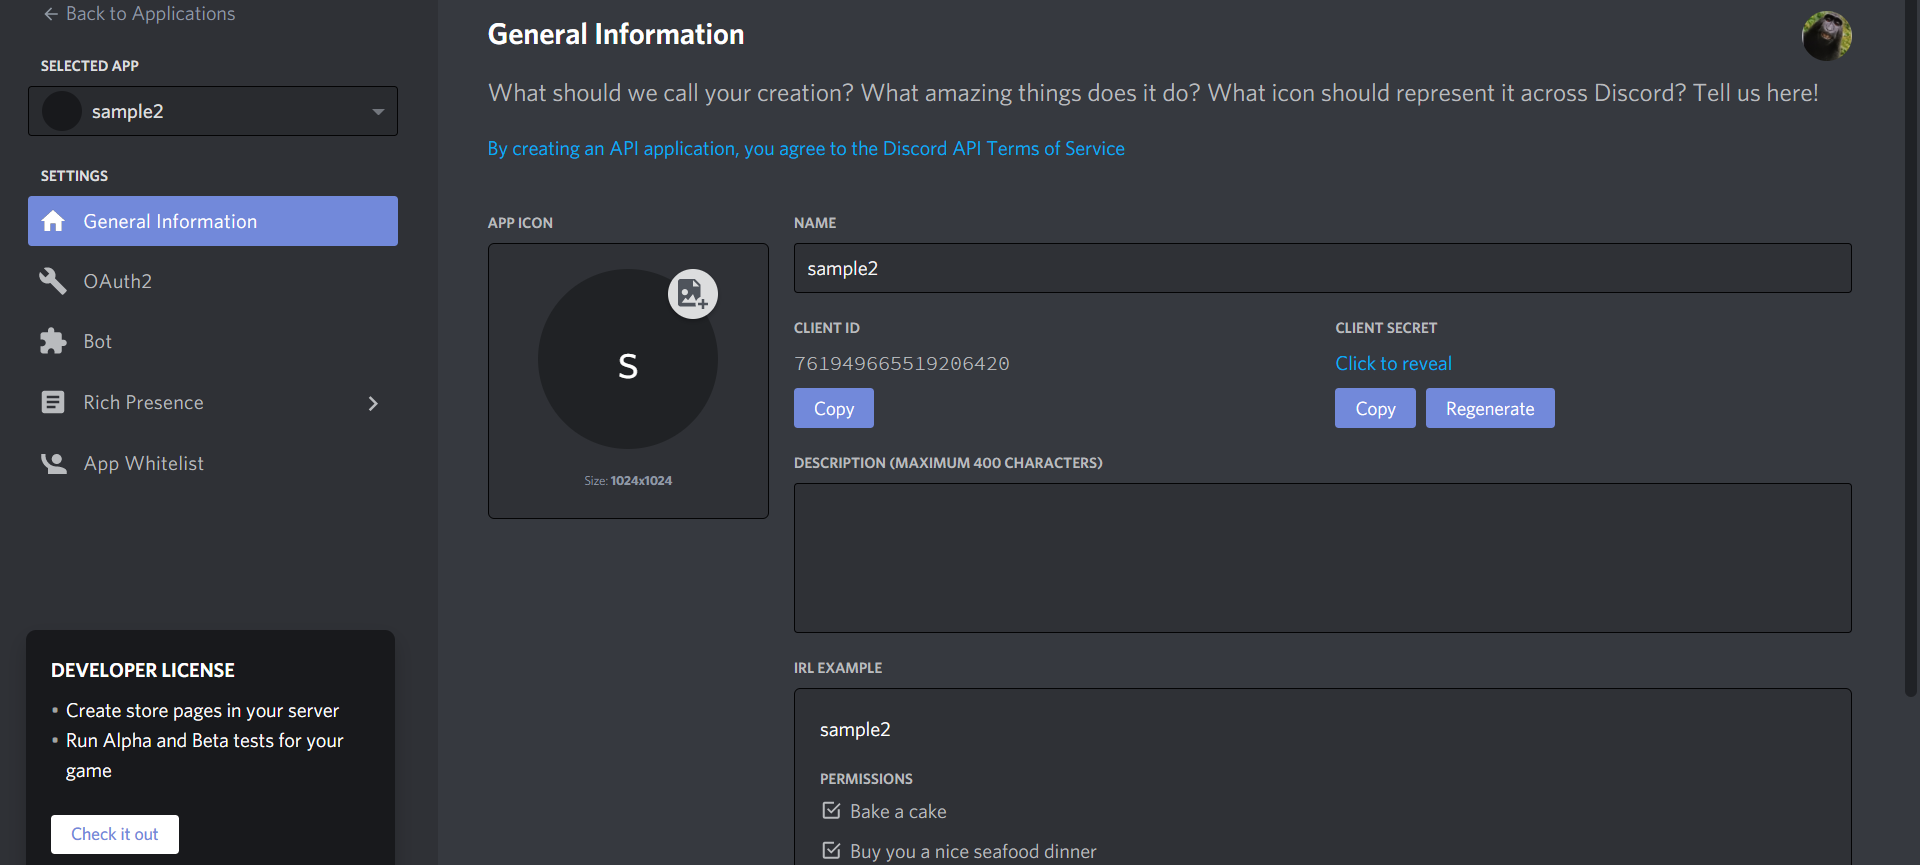 Back to Applications
SELECTED APP
sample2
SETTINGS
General Information
OAuth2
Bot
Rich Presence
App Whitelist
DEVELOPER LICENSE
• Create store pages in your server
• Run Alpha and Beta tests for your
game
Check it out
General Information
What should we call your creation? What amazing things does it do? What icon should represent it across Discord? Tell us here!
By creating an API application, you agree to the Discord API Terms of Service
APP ICON
s
Size: 1024x1024
NAME
sample2
CLIENT ID
761949665519206420
Copy
CLIENT SECRET
Click to reveal
Copy Regenerate
DESCRIPTION (MAXIMUM 400 CHARACTERS)
IRL EXAMPLE
sample2
PERMISSIONS
Bake a cake
Buy you a nice seafood dinner